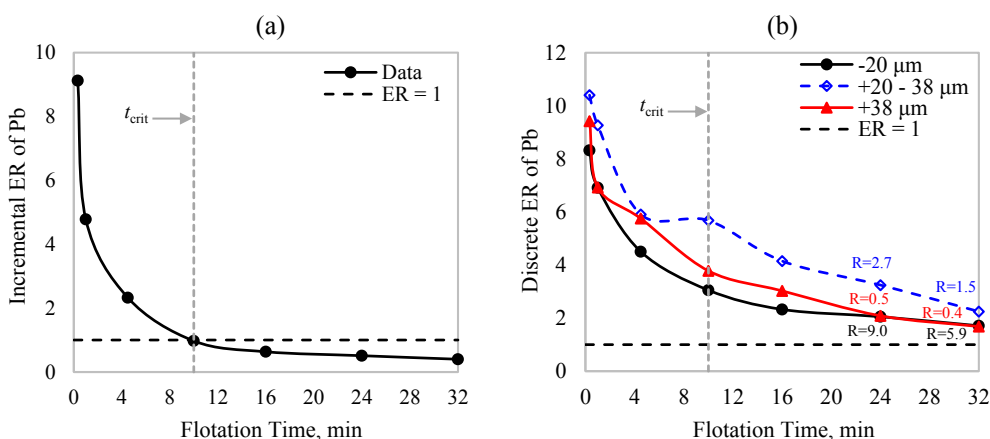 (a)
Incremental ER of Pb
10
8
6
4
2
0
Data
ER = 1
t_crit
0 4 8 12 16 20 24 28 32
Flotation Time, min
(b)
Discrete ER of Pb
12
10
8
6
4
2
0
-20 μm
+20 - 38 μm
+38 μm
ER = 1
t_crit
R=2.7
R=1.5
R=0.5
R=0.4
R=9.0
R=5.9
0 4 8 12 16 20 24 28 32
Flotation Time, min